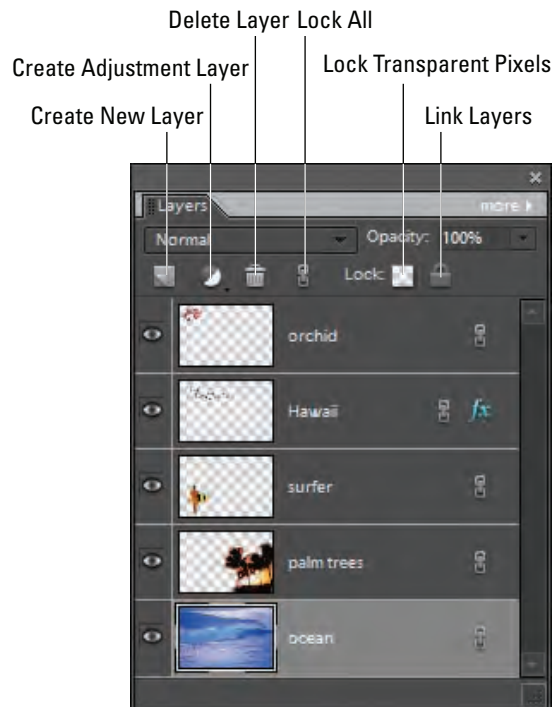 Delete Layer Lock All
Create Adjustment Layer Lock Transparent Pixels
Create New Layer Link Layers
Layers more
Normal Opacity: 100%
Lock:
orchid
Hawaii fx
surfer
palm trees
ocean